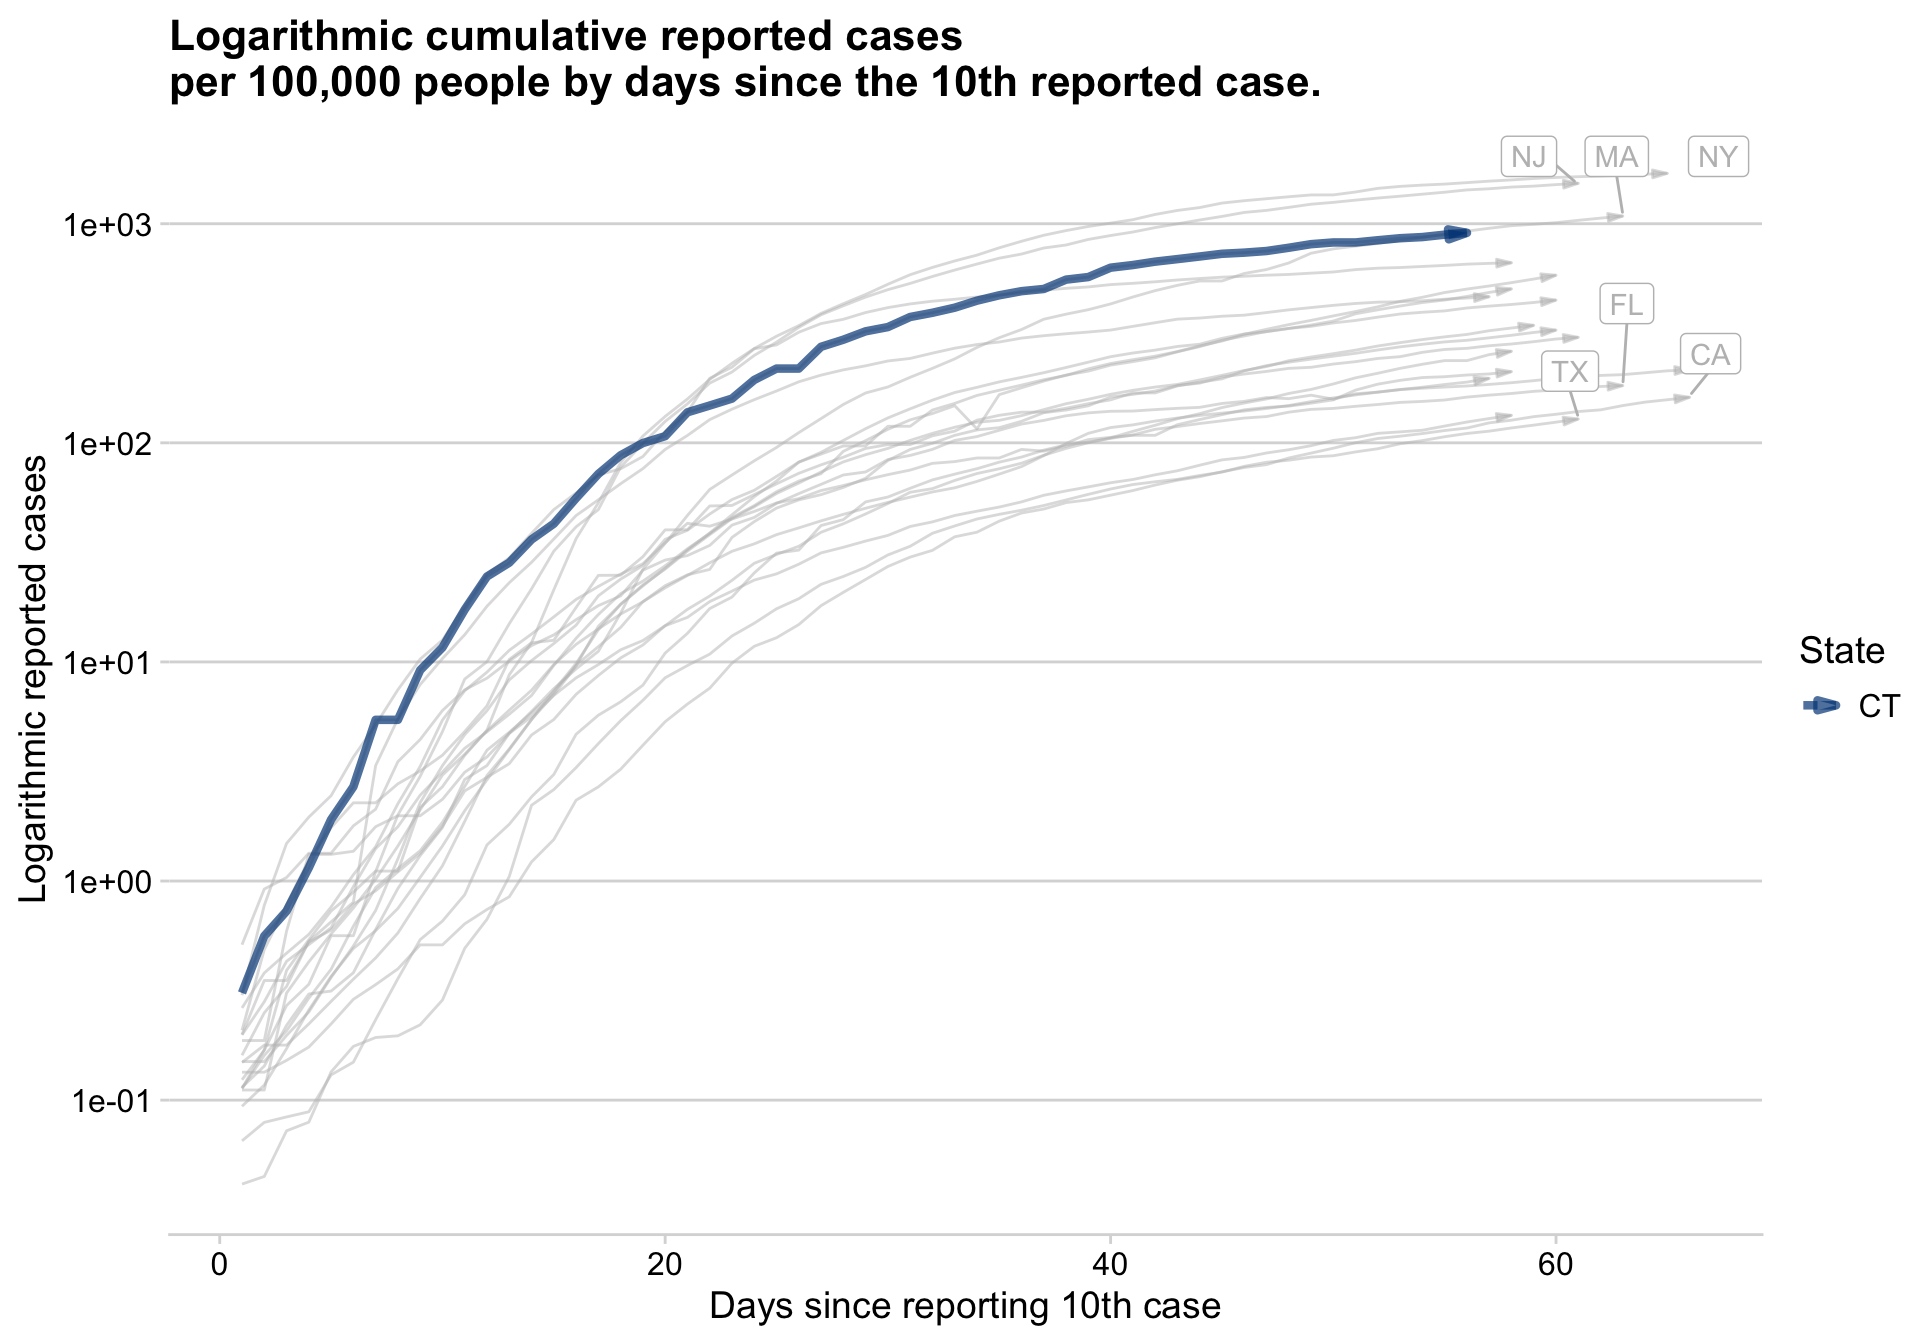 Logarithmic cumulative reported cases
per 100,000 people by days since the 10th reported case.
NJ
MA
NY
FL
CA
TX
1e+03
1e+02
1e+01
1e+00
1e-01
Logarithmic reported cases
State
CT
0
20
40
60
Days since reporting 10th case